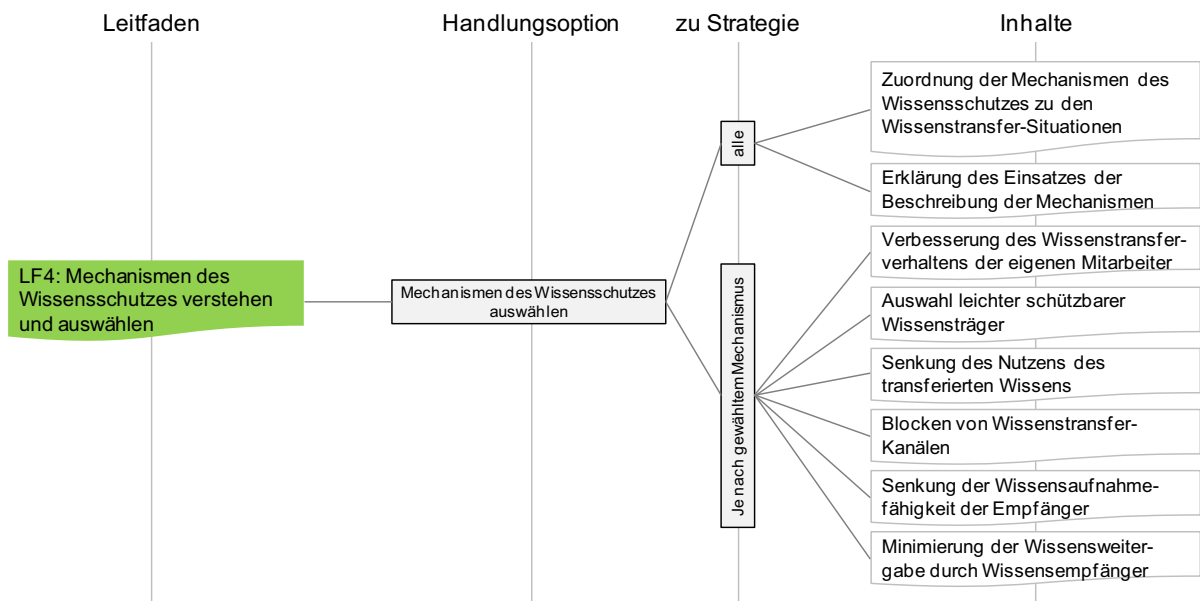 Leitfaden
Handlungsoption
zu Strategie
Inhalte
LF4: Mechanismen des
Wissensschutzes verstehen
und auswählen
Mechanismen des Wissensschutzes
auswählen
alle
Je nach gewähltem Mechanismus
Zuordnung der Mechanismen des
Wissensschutzes zu den
Wissenstransfer-Situationen
Erklärung des Einsatzes der
Beschreibung der Mechanismen
Verbesserung des Wissenstransfer-
verhaltens der eigenen Mitarbeiter
Auswahl leichter schützbarer
Wissensträger
Senkung des Nutzens des
transferierten Wissens
Blocken von Wissenstransfer-
Kanälen
Senkung der Wissensaufnahme-
fähigkeit der Empfänger
Minimierung der Wissensweiter-
gabe durch Wissensempfänger